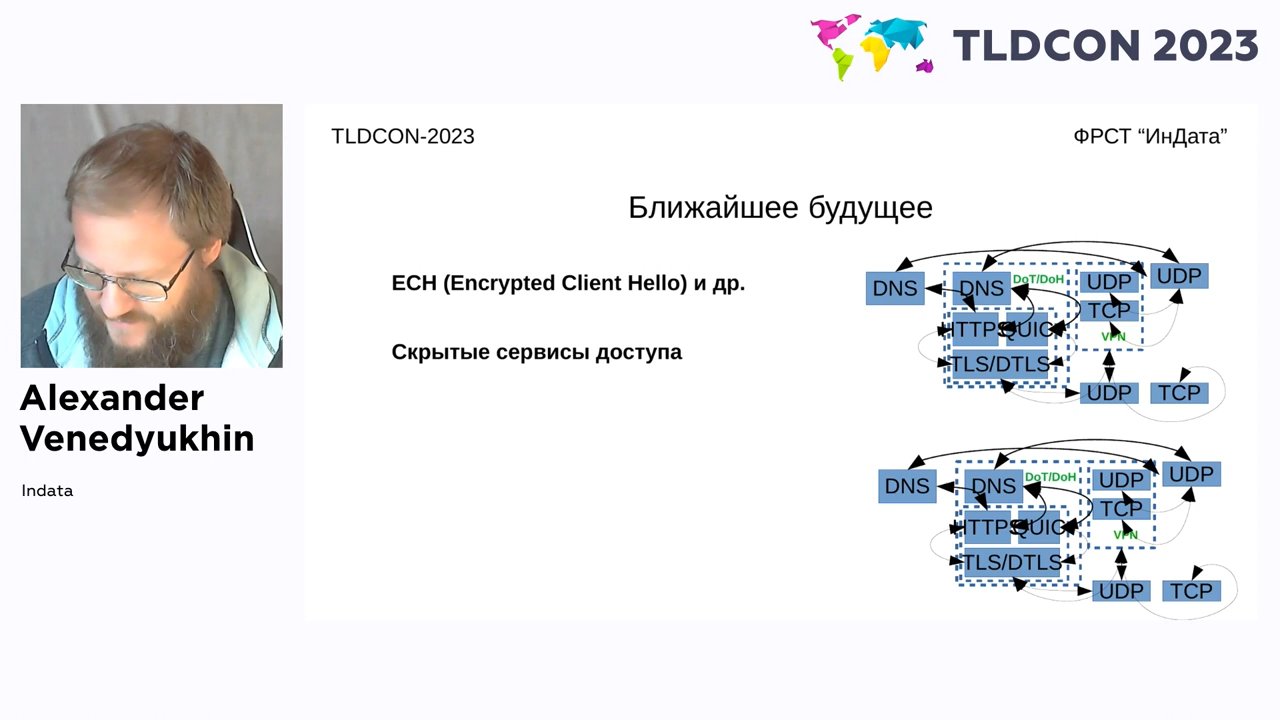 TLDCON 2023
TLDCON-2023
ФРСТ “ИнДата”
Ближайшее будущее
ECH (Encrypted Client Hello) и др.
Скрытые сервисы доступа
DNS
DNS
DoT/DoH
UDP
UDP
TCP
HTTPS
QUIC
VPN
TLS/DTLS
UDP
TCP
DNS
DNS
DoT/DoH
UDP
UDP
TCP
HTTPS
QUIC
VPN
TLS/DTLS
UDP
TCP
Alexander
Venedyukhin
Indata